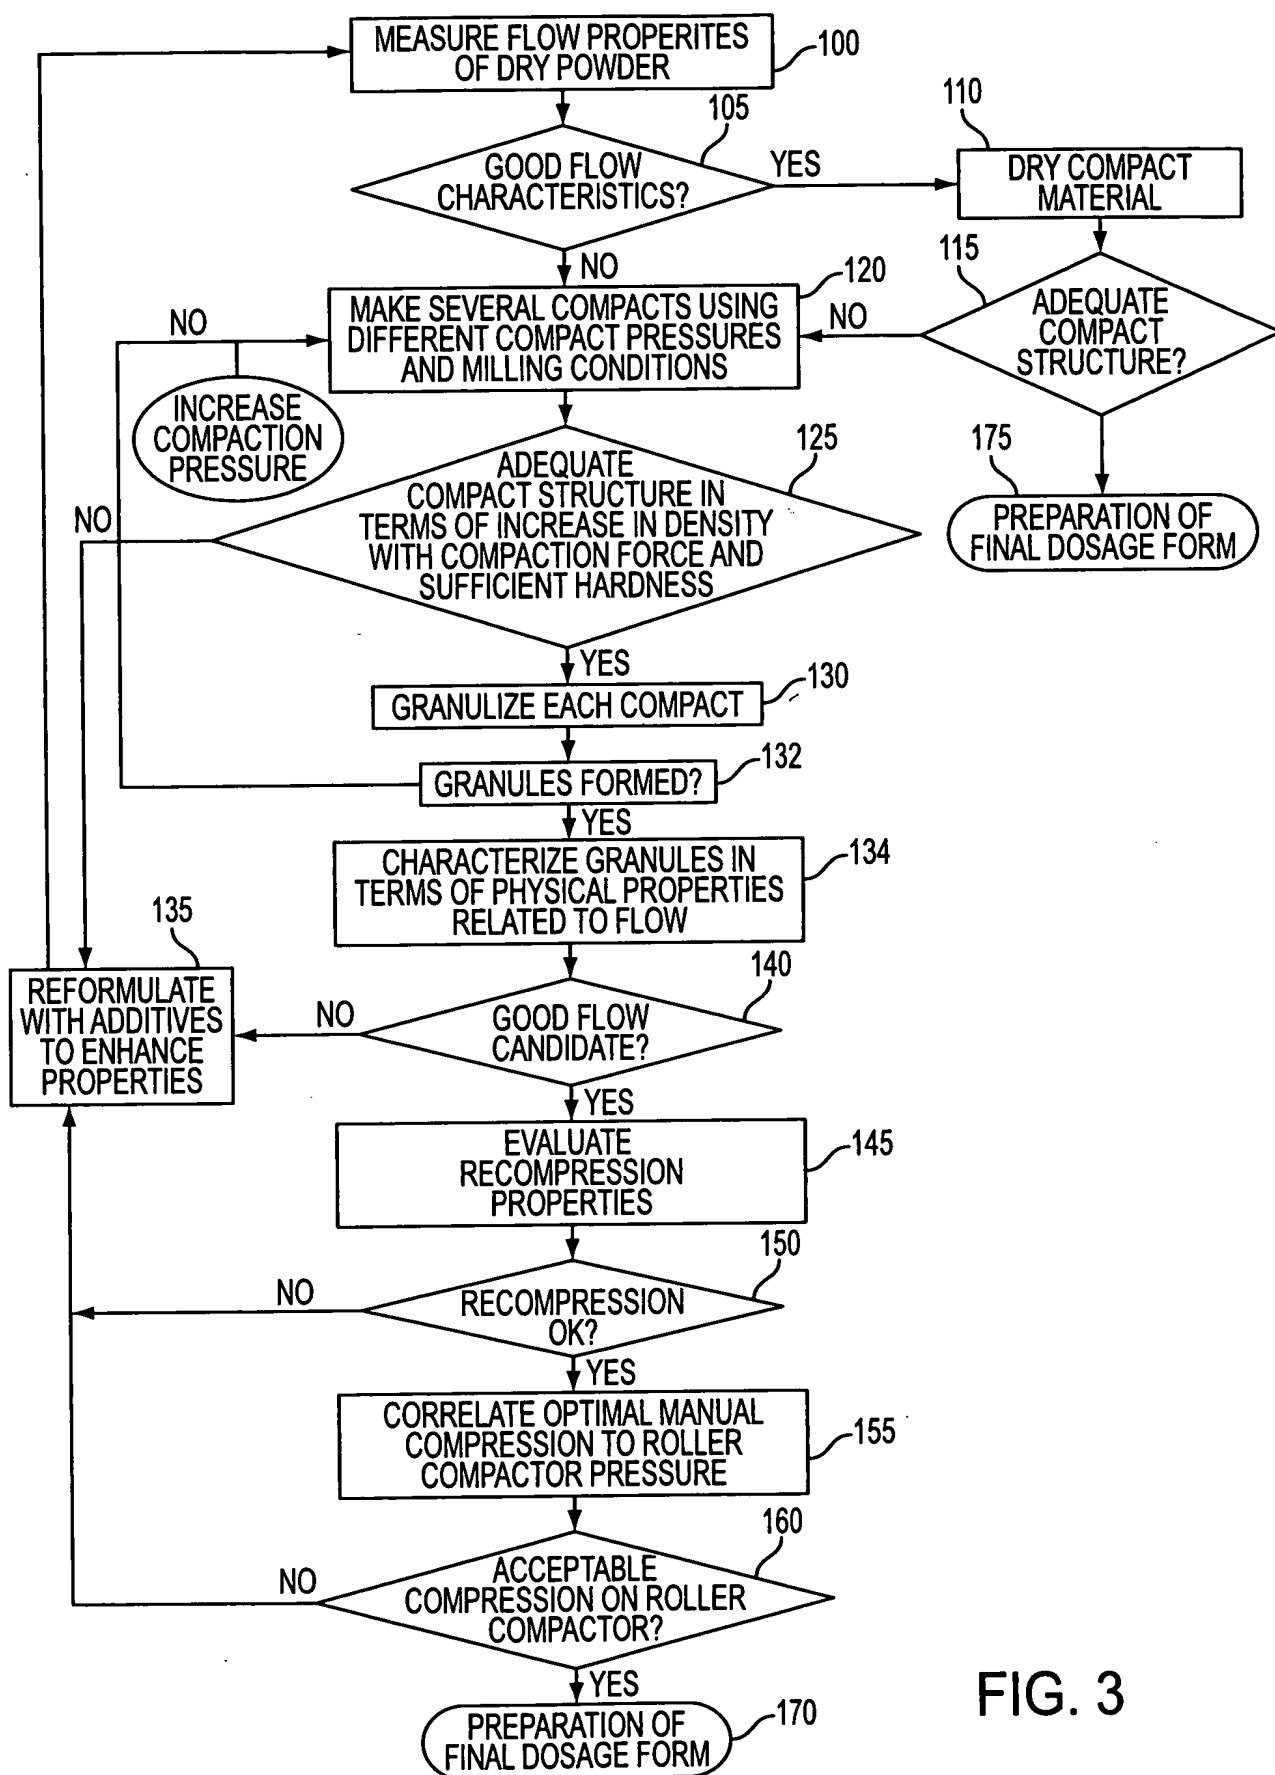 MEASURE FLOW PROPERITES
OF DRY POWDER
100
105
GOOD FLOW
CHARACTERISTICS?
YES
110
DRY COMPACT
MATERIAL
NO
115
ADEQUATE
COMPACT
STRUCTURE?
NO
120
MAKE SEVERAL COMPACTS USING
DIFFERENT COMPACT PRESSURES
AND MILLING CONDITIONS
NO
INCREASE
COMPACTION
PRESSURE
175
PREPARATION OF
FINAL DOSAGE FORM
125
ADEQUATE
COMPACT STRUCTURE IN
TERMS OF INCREASE IN DENSITY
WITH COMPACTION FORCE AND
SUFFICIENT HARDNESS
NO
YES
GRANULIZE EACH COMPACT
130
GRANULES FORMED?
132
YES
CHARACTERIZE GRANULES IN
TERMS OF PHYSICAL PROPERTIES
RELATED TO FLOW
134
135
REFORMULATE
WITH ADDITIVES
TO ENHANCE
PROPERTIES
NO
140
GOOD FLOW
CANDIDATE?
YES
EVALUATE
RECOMPRESSION
PROPERTIES
145
150
NO
RECOMPRESSION
OK?
YES
CORRELATE OPTIMAL MANUAL
COMPRESSION TO ROLLER
COMPACTOR PRESSURE
155
160
NO
ACCEPTABLE
COMPRESSION ON ROLLER
COMPACTOR?
YES
PREPARATION OF
FINAL DOSAGE FORM
170
FIG. 3